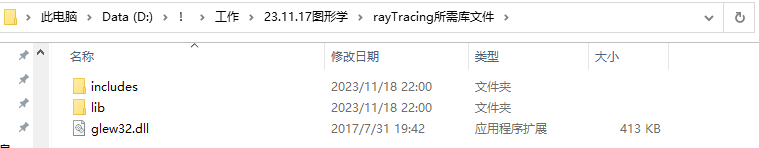 此电脑 › Data (D:) › ! › 工作 › 23.11.17图形学 › rayTracing所需库文件 ›
名称 修改日期 类型 大小
includes 2023/11/18 22:00 文件夹
lib 2023/11/18 22:00 文件夹
glew32.dll 2017/7/31 19:42 应用程序扩展 413 KB